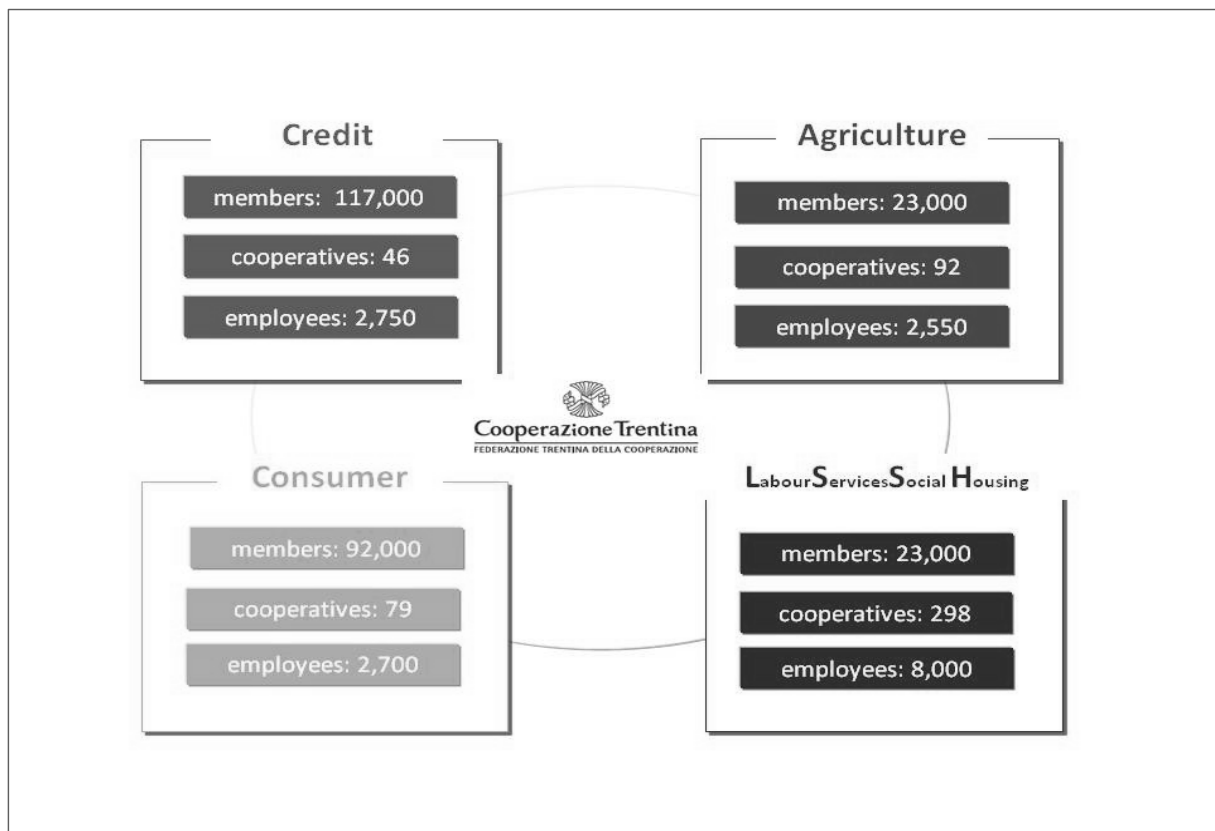 Credit
members: 117,000
cooperatives: 46
employees: 2,750
Agriculture
members: 23,000
cooperatives: 92
employees: 2,550
Cooperazione Trentina
FEDERAZIONE TRENTINA DELLA COOPERAZIONE
Consumer
members: 92,000
cooperatives: 79
employees: 2,700
LabourServicesSocial Housing
members: 23,000
cooperatives: 298
employees: 8,000